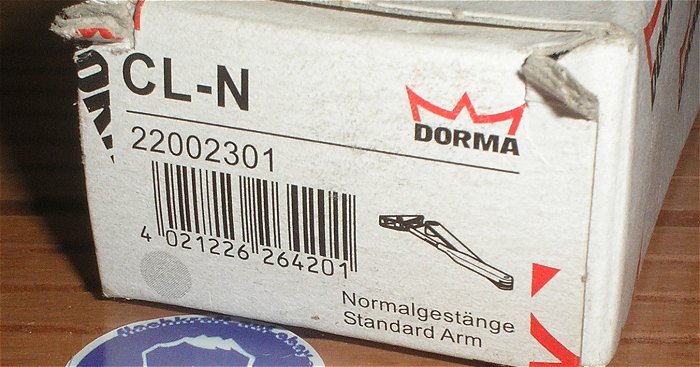 CL-N
DORMA
22002301
4 021226 264201
Normalgestänge
Standard Arm